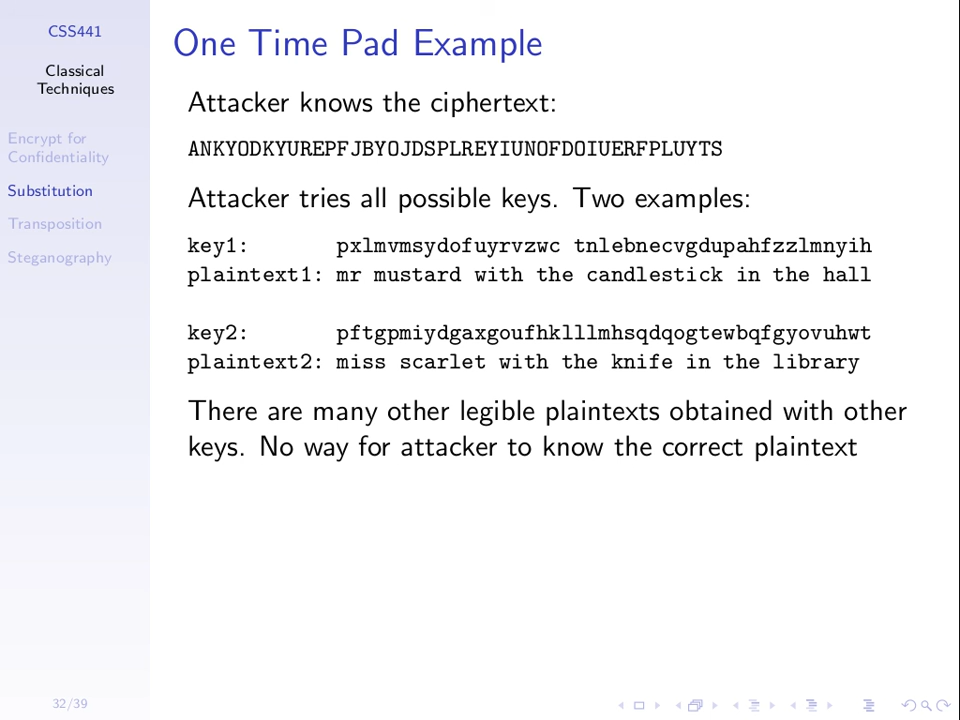 CSS441
Classical
Techniques
Encrypt for
Confidentiality
Substitution
Transposition
Steganography
32/39
One Time Pad Example
Attacker knows the ciphertext:
ANKYODKYUREPFJBYOJDSPLREYIUNOFDOIUERFPLUYTS
Attacker tries all possible keys. Two examples:
key1: pxlmvmsydofuyrvzwc tnlebnecvgdupahfzzlmnyih
plaintext1: mr mustard with the candlestick in the hall
key2: pftgpmiydgaxgoufhklllmhsqdqogtewbqfgyovuhwt
plaintext2: miss scarlet with the knife in the library
There are many other legible plaintexts obtained with other
keys. No way for attacker to know the correct plaintext